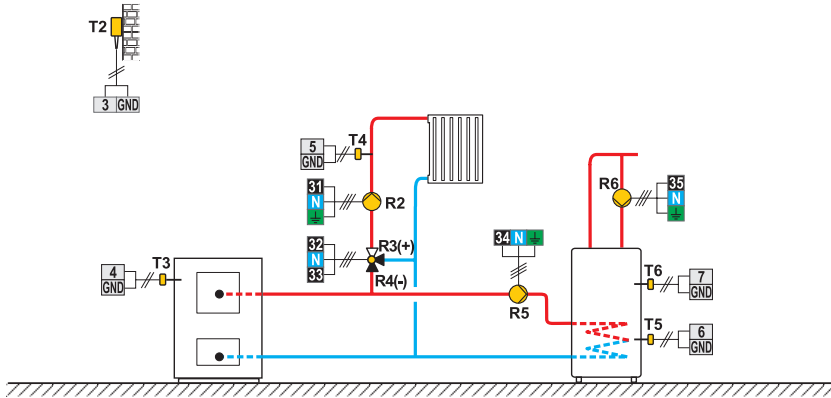 T2
3 GND
5
GND
T4
31
N
R2
32
N
33
R3(+)
R4(-)
34 N
R5
R6
35
N
4
GND
T3
T6
7
GND
T5
6
GND